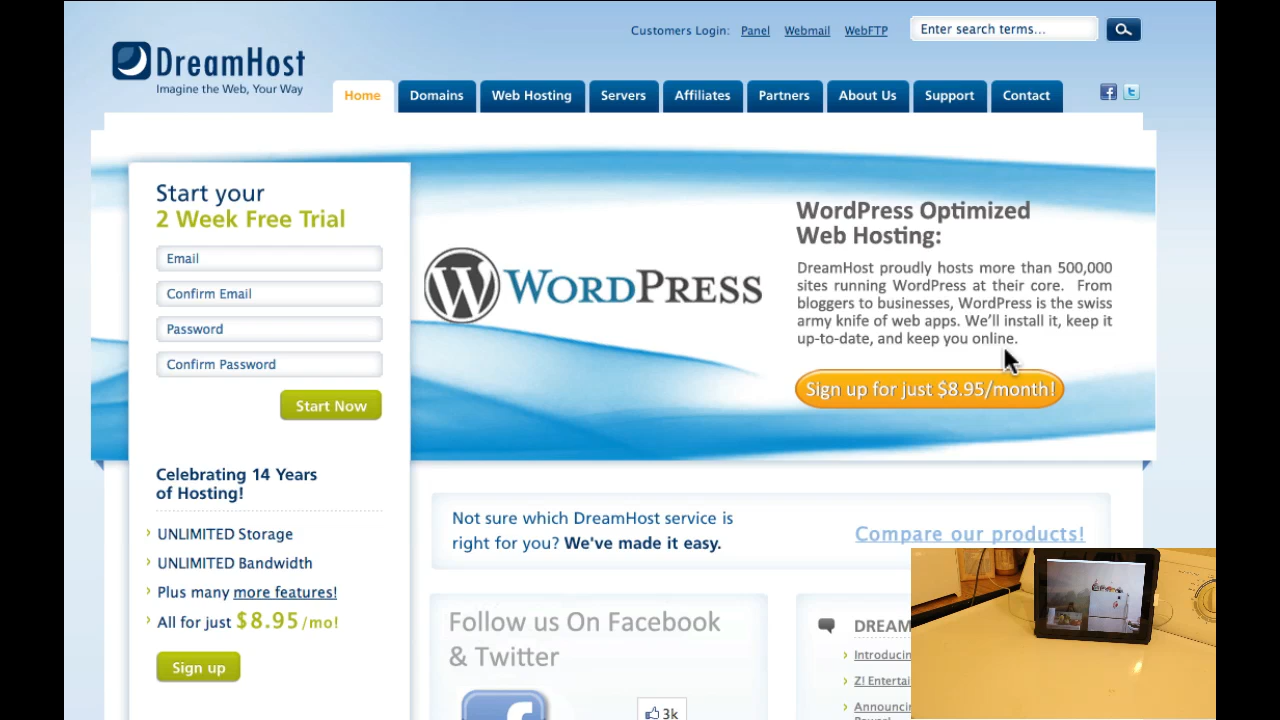 Customers Login: Panel Webmail WebFTP Enter search terms...
DreamHost
Imagine the Web, Your Way
Home Domains Web Hosting Servers Affiliates Partners About Us Support Contact
Start your
2 Week Free Trial
Email
Confirm Email
Password
Confirm Password
Start Now
WORDPRESS
WordPress Optimized
Web Hosting:
DreamHost proudly hosts more than 500,000
sites running WordPress at their core. From
bloggers to businesses, WordPress is the swiss
army knife of web apps. We'll install it, keep it
up-to-date, and keep you online.
Sign up for just $8.95/month!
Celebrating 14 Years
of Hosting!
UNLIMITED Storage
UNLIMITED Bandwidth
Plus many more features!
All for just $8.95/mo!
Sign up
Not sure which DreamHost service is
right for you? We've made it easy.
Compare our products!
Follow us On Facebook
& Twitter
3k
DREAM
Introducin
Z! Entertai
Announcin